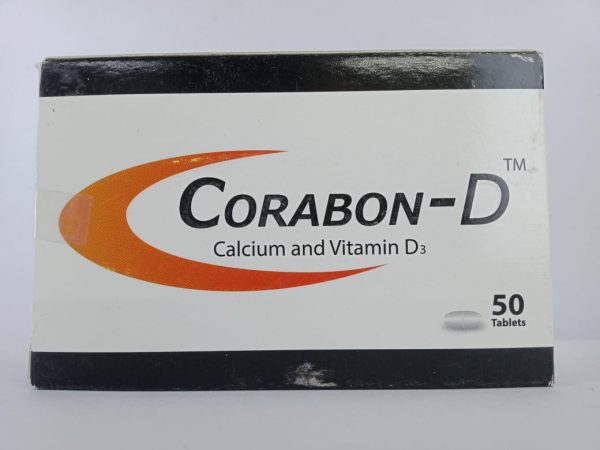 CORABON-D™
Calcium and Vitamin D₃
50
Tablets